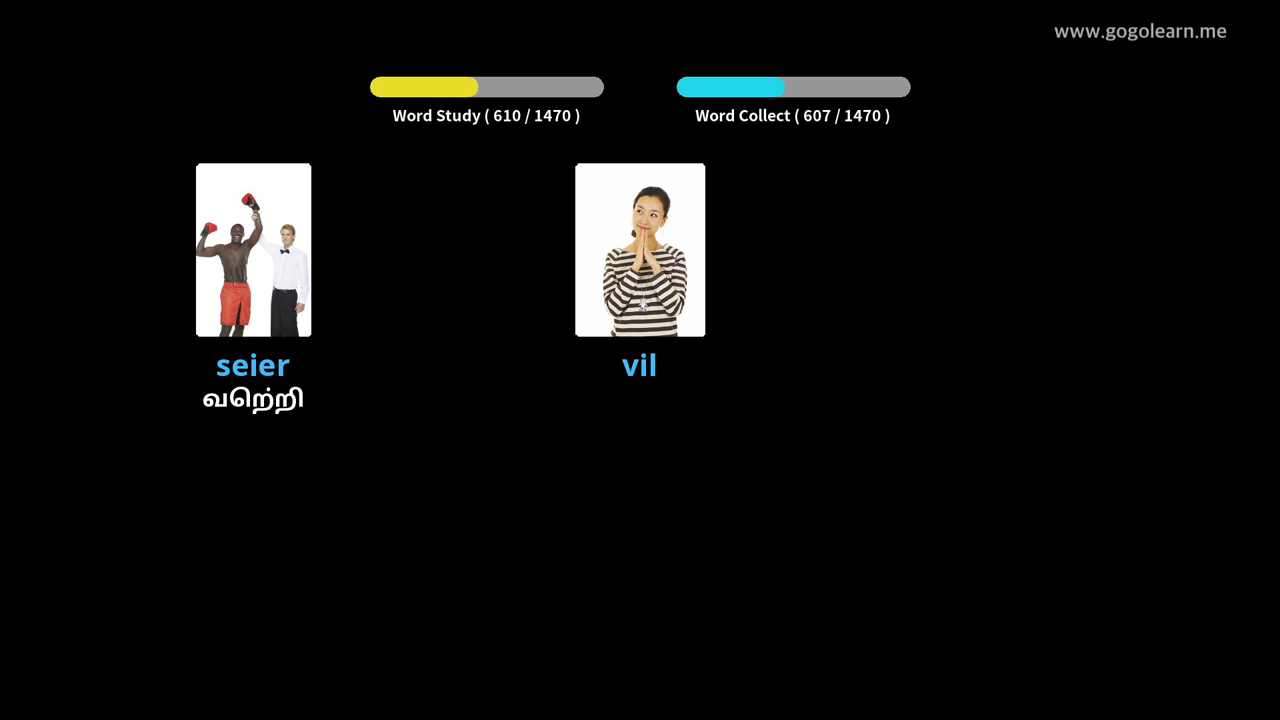 www.gogolearn.me
Word Study ( 610 / 1470 )
Word Collect ( 607 / 1470 )
seier
வெற்றி
vil